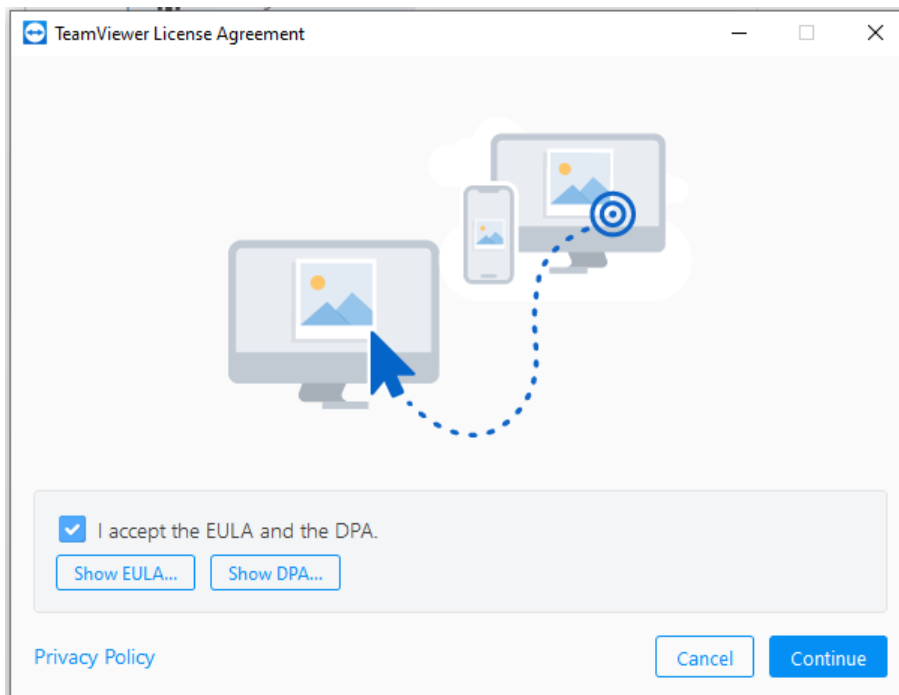 TeamViewer License Agreement
I accept the EULA and the DPA.
Show EULA... Show DPA...
Privacy Policy Cancel Continue